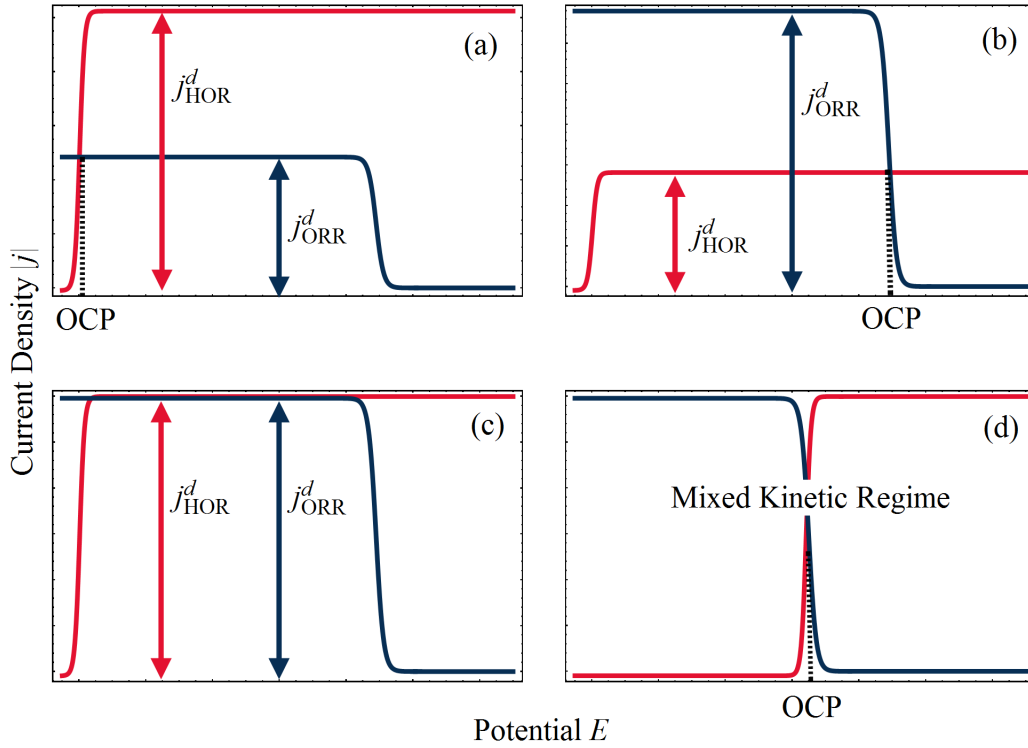 (a)
j^d_HOR
j^d_ORR
OCP
(b)
j^d_ORR
j^d_HOR
OCP
Current Density |j|
(c)
j^d_HOR
j^d_ORR
(d)
Mixed Kinetic Regime
OCP
Potential E